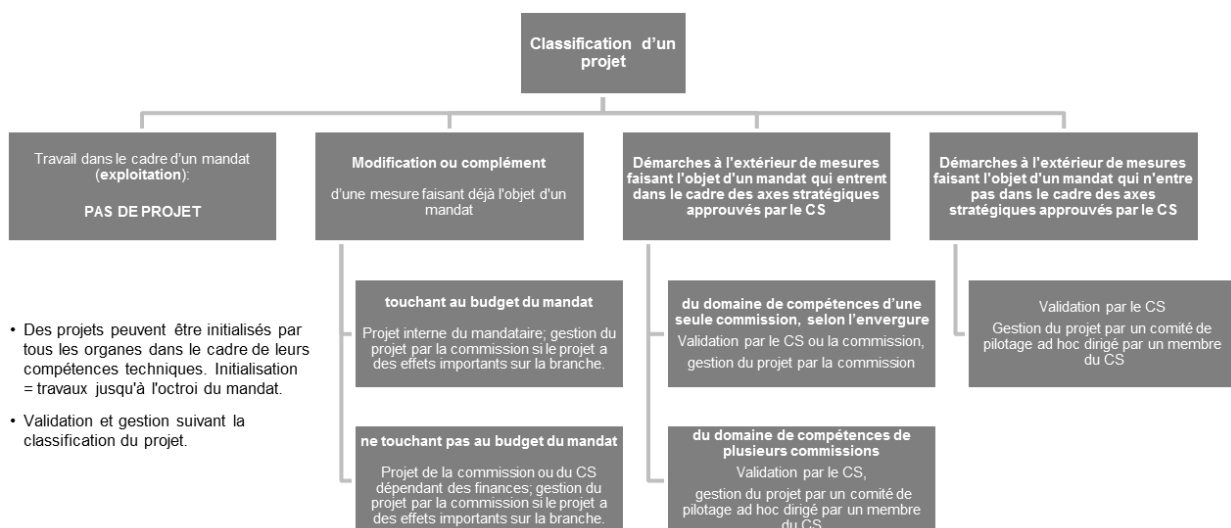 Classification d'un
projet
Travail dans le cadre d'un mandat
(exploitation):
PAS DE PROJET
Modification ou complément
d'une mesure faisant déjà l'objet d'un
mandat
Démarches à l'extérieur de mesures
faisant l'objet d'un mandat qui entrent
dans le cadre des axes stratégiques
approuvés par le CS
Démarches à l'extérieur de mesures
faisant l'objet d'un mandat qui n'entre
pas dans le cadre des axes
stratégiques approuvés par le CS
touchant au budget du mandat
Projet interne du mandataire; gestion du
projet par la commission si le projet a
des effets importants sur la branche.
ne touchant pas au budget du mandat
Projet de la commission ou du CS
dépendant des finances; gestion du
projet par la commission si le projet a
des effets importants sur la branche.
du domaine de compétences d'une
seule commission, selon l'envergure
Validation par le CS ou la commission,
gestion du projet par la commission
du domaine de compétences de
plusieurs commissions
Validation par le CS,
gestion du projet par un comité de
pilotage ad hoc dirigé par un membre
du CS
Validation par le CS
Gestion du projet par un comité de
pilotage ad hoc dirigé par un membre
du CS
• Des projets peuvent être initialisés par
tous les organes dans le cadre de leurs
compétences techniques. Initialisation
= travaux jusqu'à l'octroi du mandat.
• Validation et gestion suivant la
classification du projet.